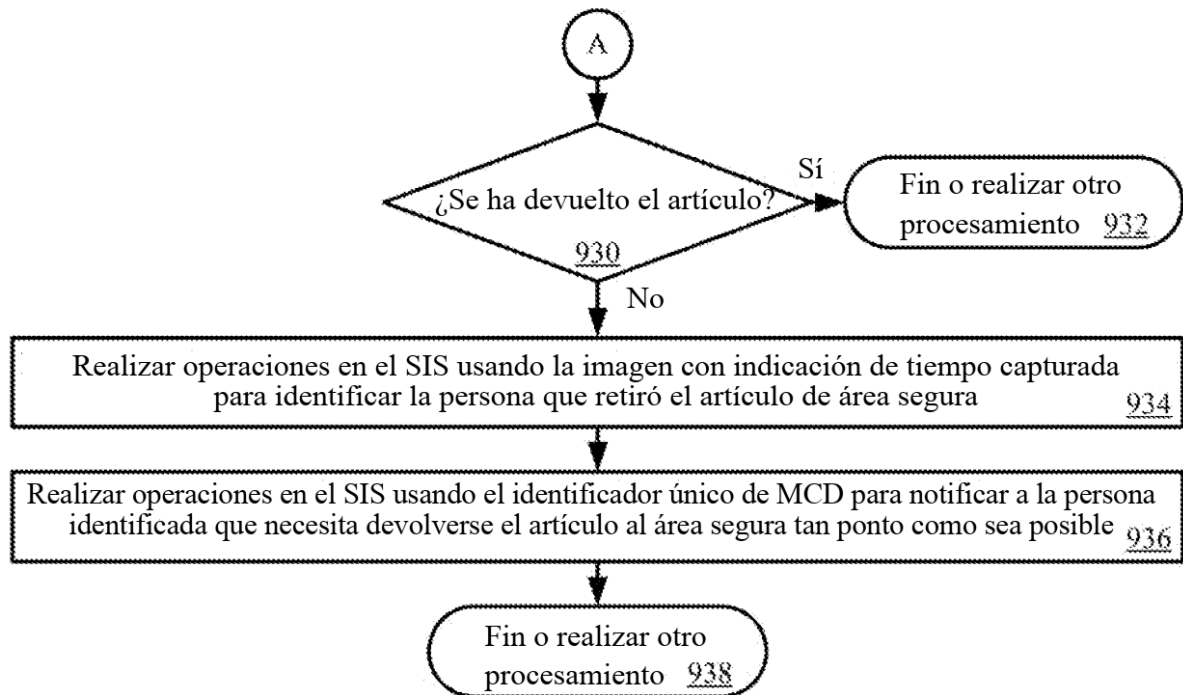 A
¿Se ha devuelto el artículo?
930
Sí
Fin o realizar otro
procesamiento 932
No
Realizar operaciones en el SIS usando la imagen con indicación de tiempo capturada
para identificar la persona que retiró el artículo de área segura 934
Realizar operaciones en el SIS usando el identificador único de MCD para notificar a la persona
identificada que necesita devolverse el artículo al área segura tan ponto como sea posible 936
Fin o realizar otro
procesamiento 938